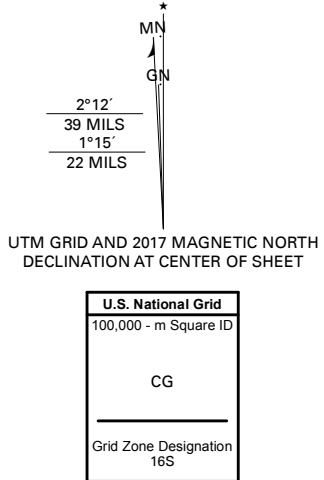 ★
MN
GN
2°12´
39 MILS
1°15´
22 MILS
UTM GRID AND 2017 MAGNETIC NORTH
DECLINATION AT CENTER OF SHEET
U.S. National Grid
100,000 - m Square ID
CG
Grid Zone Designation
16S